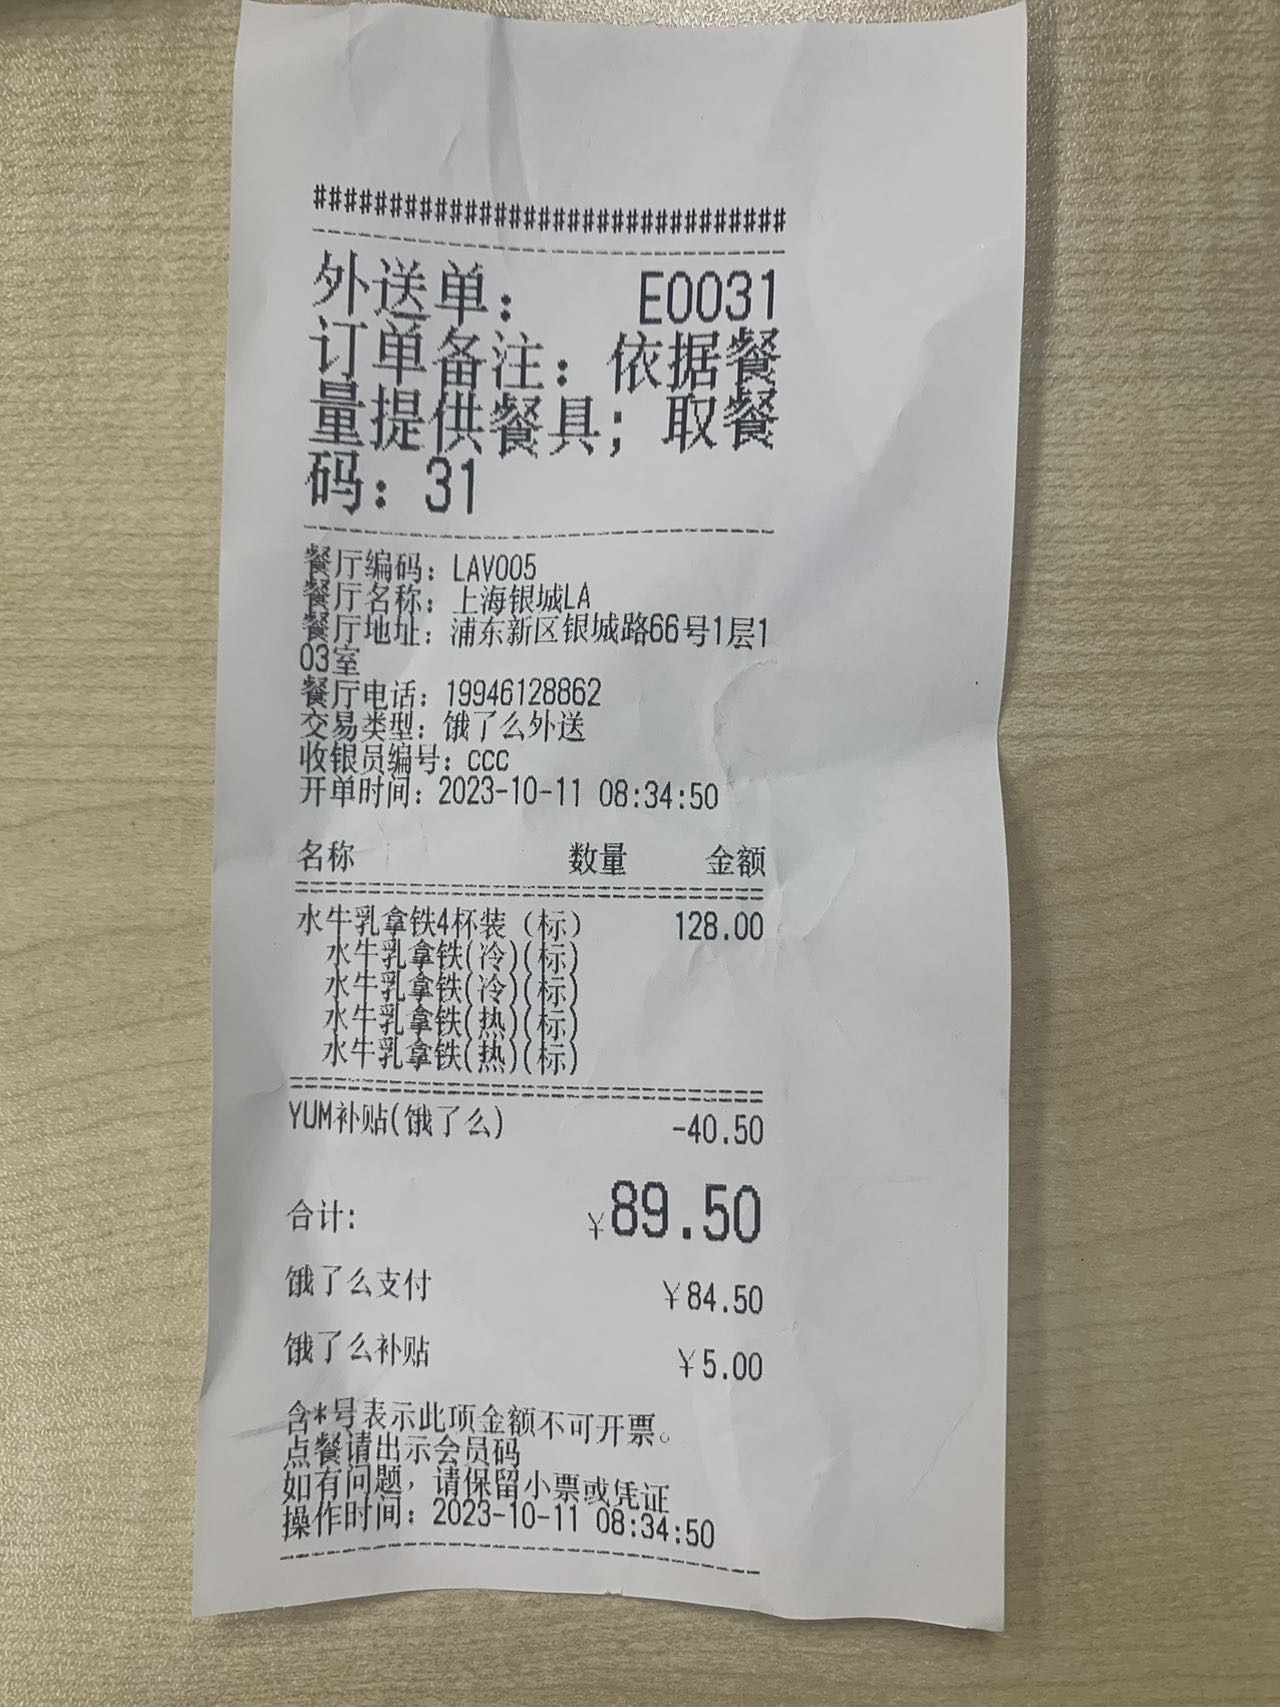 ################################
外送单： E0031
订单备注：依据餐
量提供餐具；取餐
码：31
餐厅编码：LAV005
餐厅名称：上海银城LA
餐厅地址：浦东新区银城路66号1层1
03室
餐厅电话：19946128862
交易类型：饿了么外送
收银员编号：ccc
开单时间：2023-10-11 08:34:50
名称 数量 金额
水牛乳拿铁4杯装（标） 128.00
水牛乳拿铁(冷)(标)
水牛乳拿铁(冷)(标)
水牛乳拿铁(热)(标)
水牛乳拿铁(热)(标)
YUM补贴(饿了么) -40.50
合计: ¥89.50
饿了么支付 ¥84.50
饿了么补贴 ¥5.00
含*号表示此项金额不可开票。
点餐请出示会员码
如有问题，请保留小票或凭证
操作时间：2023-10-11 08:34:50